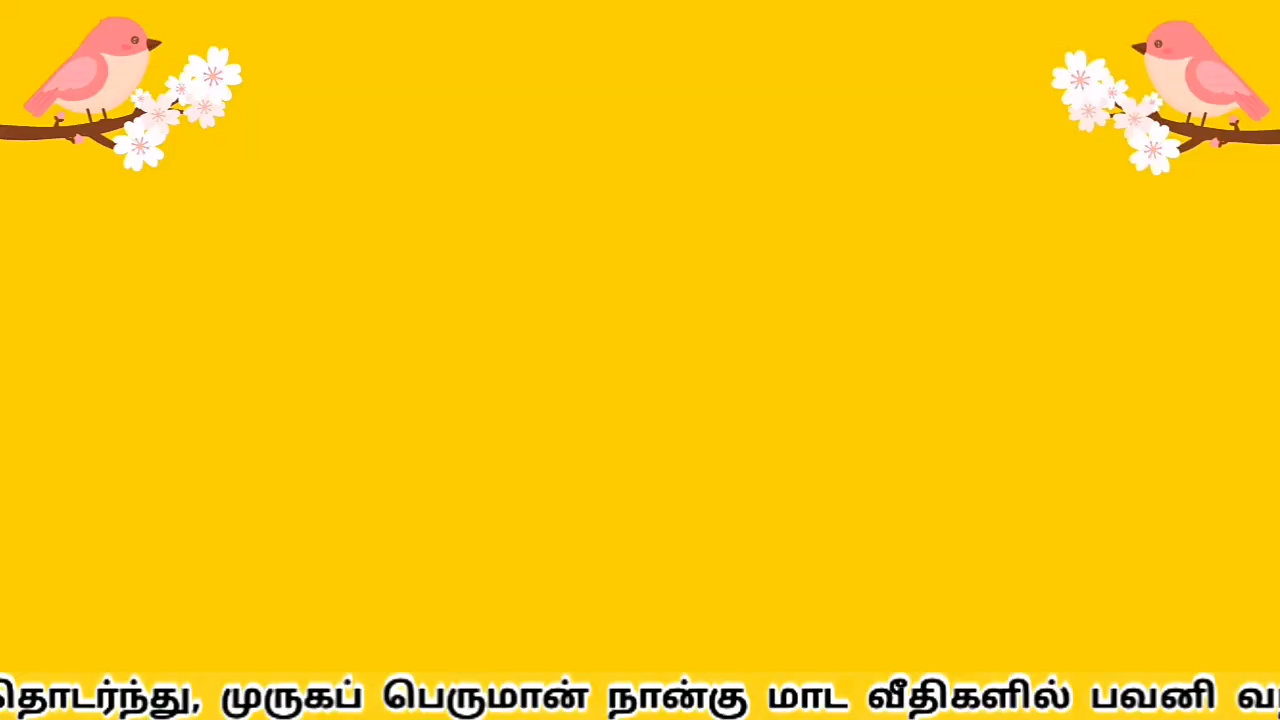 தொடர்ந்து, முருகப் பெருமான் நான்கு மாட வீதிகளில் பவனி